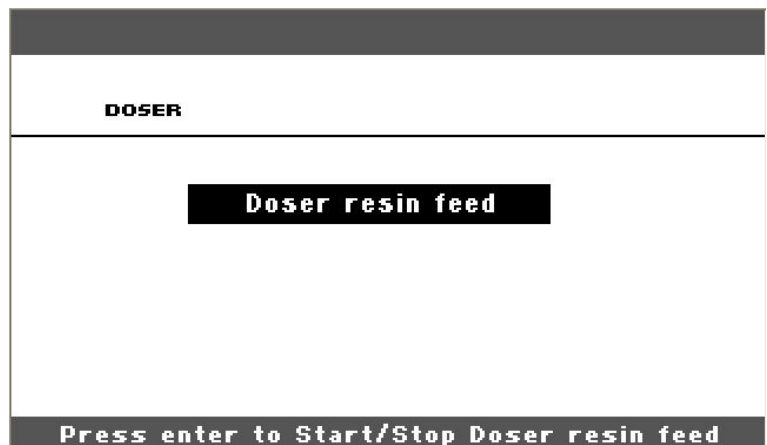 DOSER
Doser resin feed
Press enter to Start/Stop Doser resin feed